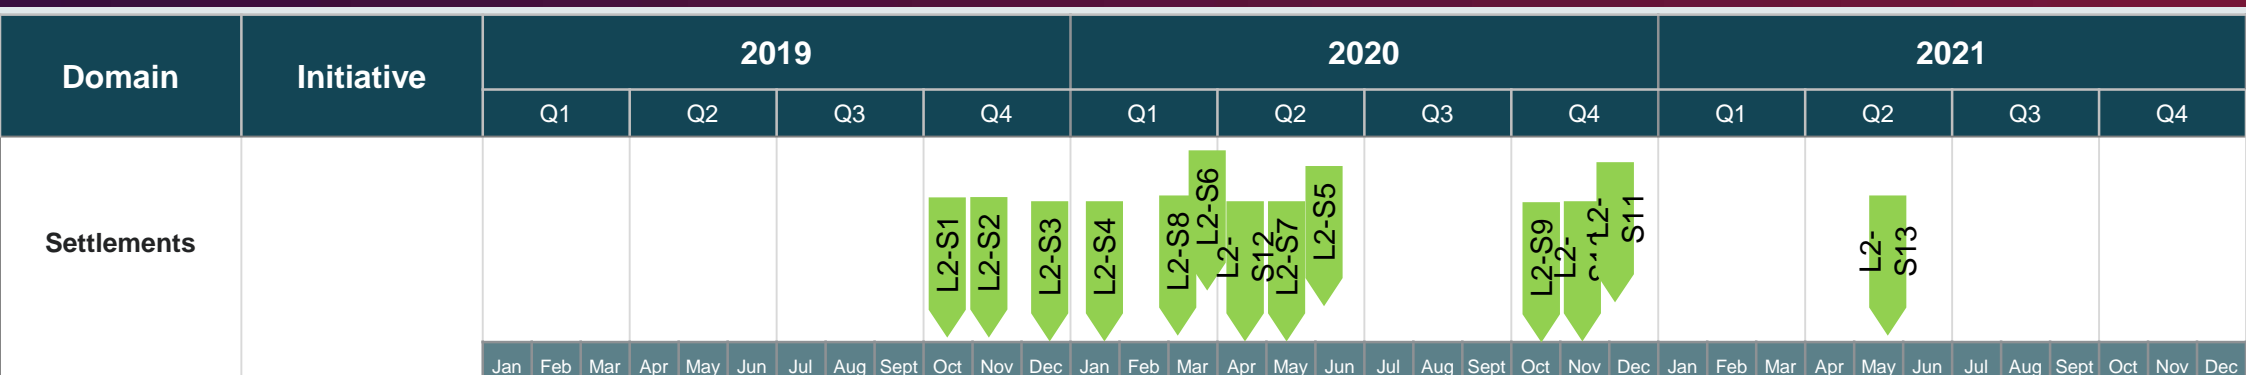 Domain
Initiative
2019
2020
2021
Q1
Q2
Q3
Q4
Q1
Q2
Q3
Q4
Q1
Q2
Q3
Q4
Settlements
L2-S1
L2-S2
L2-S3
L2-S4
L2-S8
L2-S6
L2-
S12
L2-S7
L2-S5
L2-S9
L2-
L2-
S11
L2-
S13
Jan Feb Mar Apr May Jun Jul Aug Sept Oct Nov Dec Jan Feb Mar Apr May Jun Jul Aug Sept Oct Nov Dec Jan Feb Mar Apr May Jun Jul Aug Sept Oct Nov Dec